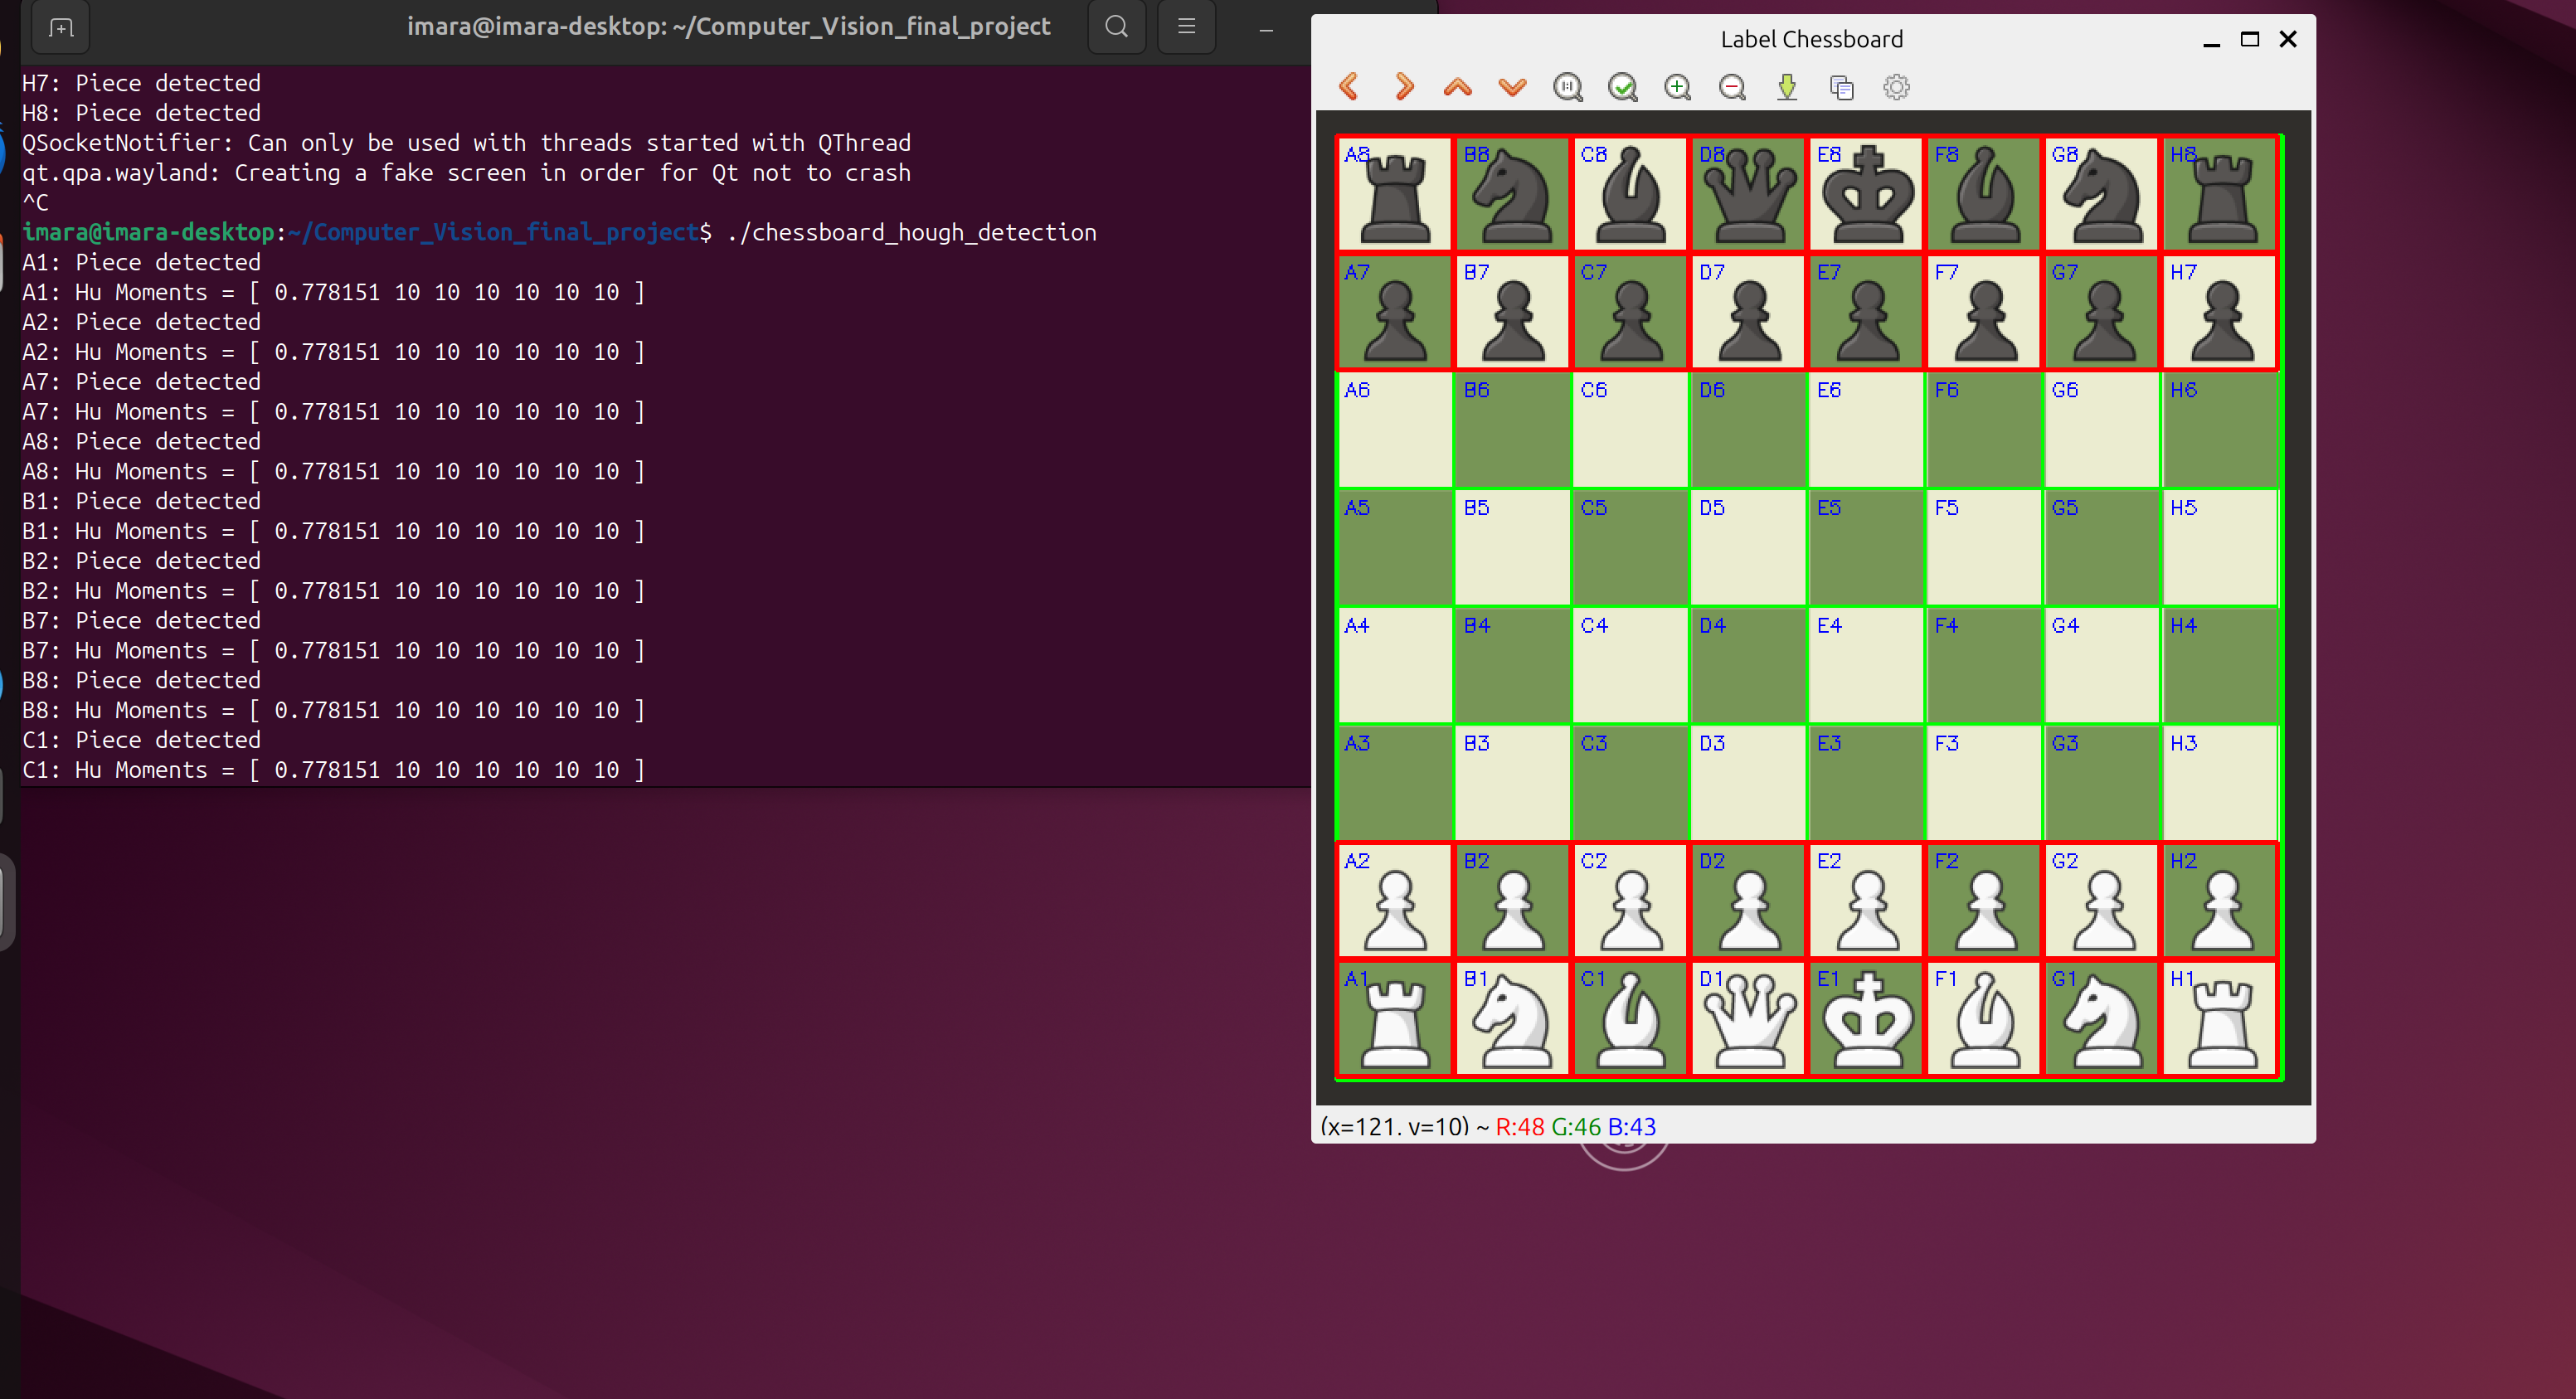 imara@imara-desktop: ~/Computer_Vision_final_project
H7: Piece detected
H8: Piece detected
QSocketNotifier: Can only be used with threads started with QThread
qt.qpa.wayland: Creating a fake screen in order for Qt not to crash
^C
imara@imara-desktop:~/Computer_Vision_final_project$ ./chessboard_hough_detection
A1: Piece detected
A1: Hu Moments = [ 0.778151 10 10 10 10 10 10 ]
A2: Piece detected
A2: Hu Moments = [ 0.778151 10 10 10 10 10 10 ]
A7: Piece detected
A7: Hu Moments = [ 0.778151 10 10 10 10 10 10 ]
A8: Piece detected
A8: Hu Moments = [ 0.778151 10 10 10 10 10 10 ]
B1: Piece detected
B1: Hu Moments = [ 0.778151 10 10 10 10 10 10 ]
B2: Piece detected
B2: Hu Moments = [ 0.778151 10 10 10 10 10 10 ]
B7: Piece detected
B7: Hu Moments = [ 0.778151 10 10 10 10 10 10 ]
B8: Piece detected
B8: Hu Moments = [ 0.778151 10 10 10 10 10 10 ]
C1: Piece detected
C1: Hu Moments = [ 0.778151 10 10 10 10 10 10 ]
Label Chessboard
A8 B8 C8 D8 E8 F8 G8 H8
A7 B7 C7 D7 E7 F7 G7 H7
A6 B6 C6 D6 E6 F6 G6 H6
A5 B5 C5 D5 E5 F5 G5 H5
A4 B4 C4 D4 E4 F4 G4 H4
A3 B3 C3 D3 E3 F3 G3 H3
A2 B2 C2 D2 E2 F2 G2 H2
A1 B1 C1 D1 E1 F1 G1 H1
(x=121, y=10) ~ R:48 G:46 B:43